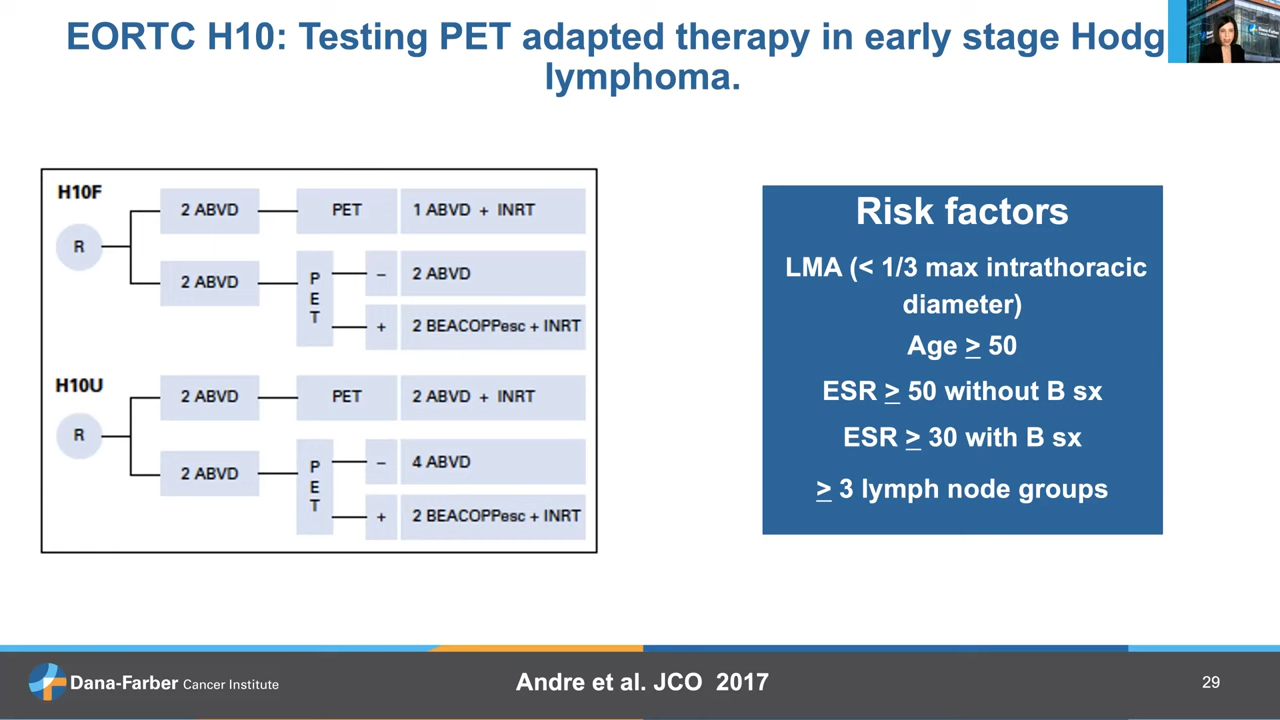 EORTC H10: Testing PET adapted therapy in early stage Hodg
lymphoma.
H10F
R
2 ABVD
PET
1 ABVD + INRT
2 ABVD
PET
–
2 ABVD
+
2 BEACOPPesc + INRT
H10U
R
2 ABVD
PET
2 ABVD + INRT
2 ABVD
PET
–
4 ABVD
+
2 BEACOPPesc + INRT
Risk factors
LMA (< 1/3 max intrathoracic
diameter)
Age ≥ 50
ESR ≥ 50 without B sx
ESR ≥ 30 with B sx
≥ 3 lymph node groups
Dana-Farber Cancer Institute
Andre et al. JCO 2017
29